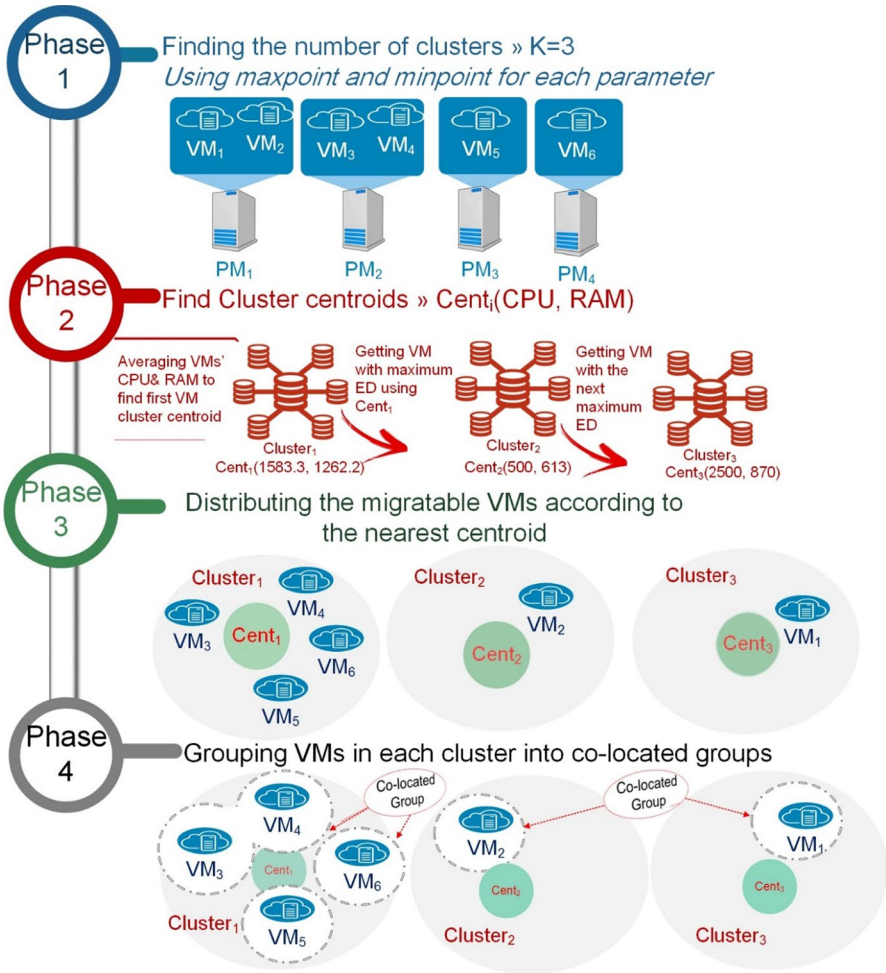 Phase
1
Finding the number of clusters » K=3
Using maxpoint and minpoint for each parameter
VM₁
VM₂
VM₃
VM₄
VM₅
VM₆
PM₁
PM₂
PM₃
PM₄
Phase
2
Find Cluster centroids » Centᵢ(CPU, RAM)
Averaging VMs'
CPU& RAM to
find first VM
cluster centroid
Getting VM
with maximum
ED using
Cent₁
Getting VM
with the
next
maximum
ED
Cluster₁
Cent₁(1583.3, 1262.2)
Cluster₂
Cent₂(500, 613)
Cluster₃
Cent₃(2500, 870)
Phase
3
Distributing the migratable VMs according to
the nearest centroid
Cluster₁
VM₄
VM₃
Cent₁
VM₆
VM₅
Cluster₂
VM₂
Cent₂
Cluster₃
VM₁
Cent₃
Phase
4
Grouping VMs in each cluster into co-located groups
Co-located
Group
Co-located
Group
VM₄
VM₃
Cent₁
VM₆
Cluster₁
VM₅
VM₂
Cent₂
Cluster₂
VM₁
Cent₃
Cluster₃